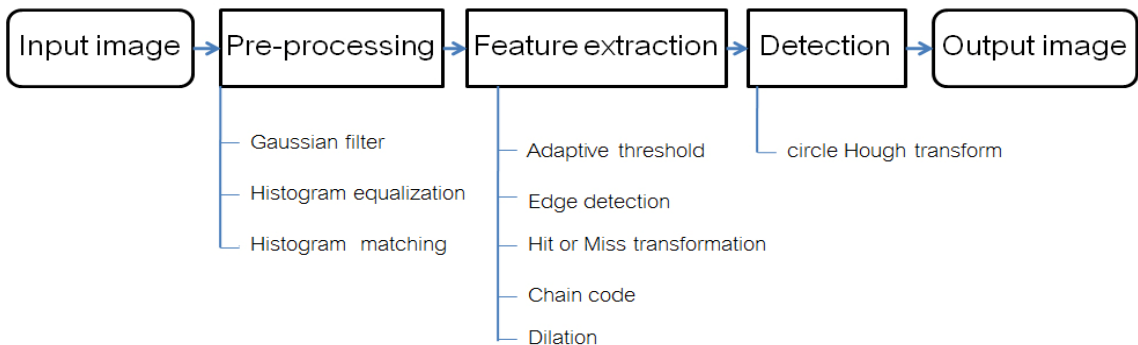 Input image
Pre-processing
Feature extraction
Detection
Output image
Gaussian filter
Histogram equalization
Histogram matching
Adaptive threshold
Edge detection
Hit or Miss transformation
Chain code
Dilation
circle Hough transform